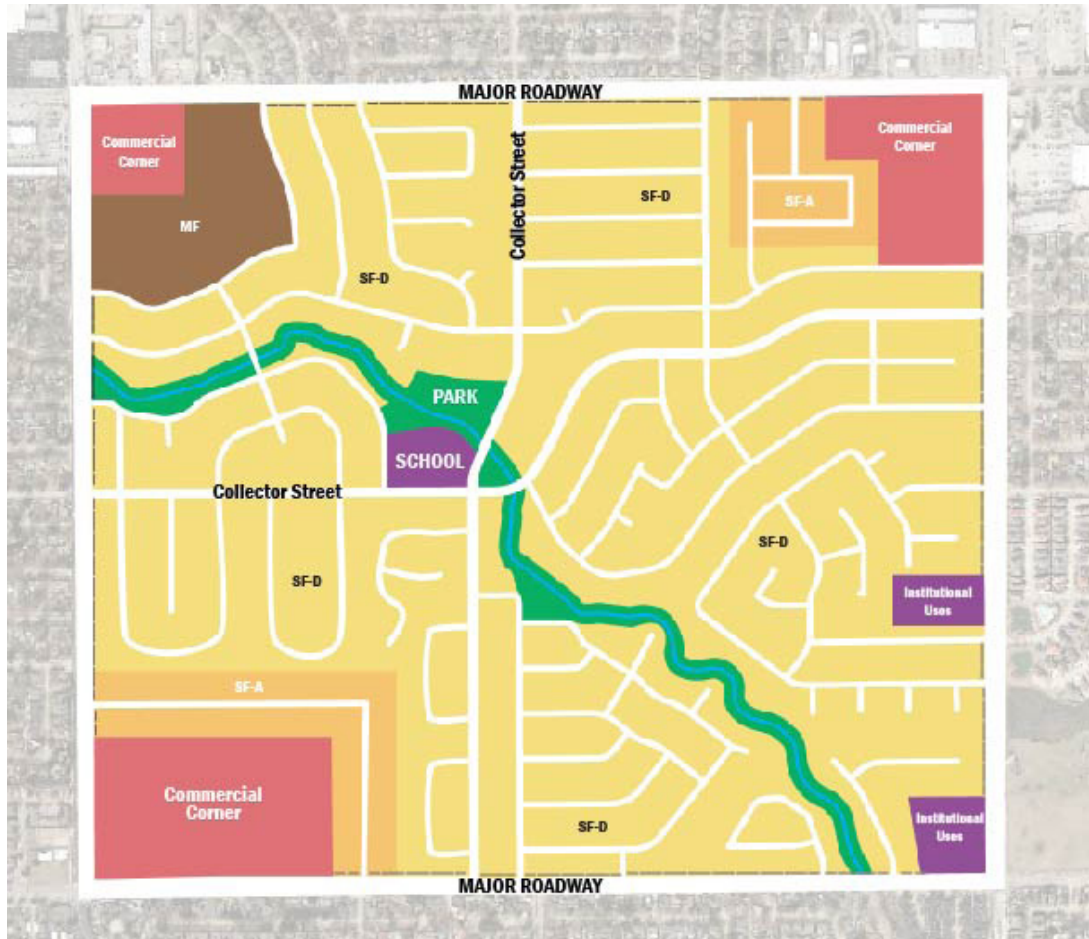 MAJOR ROADWAY
Commercial
Corner
Commercial
Corner
Collector Street
MF
SF-D
SF-A
SF-D
PARK
SCHOOL
Collector Street
SF-D
SF-D
Institutional
Uses
SF-A
Commercial
Corner
SF-D
Institutional
Uses
MAJOR ROADWAY